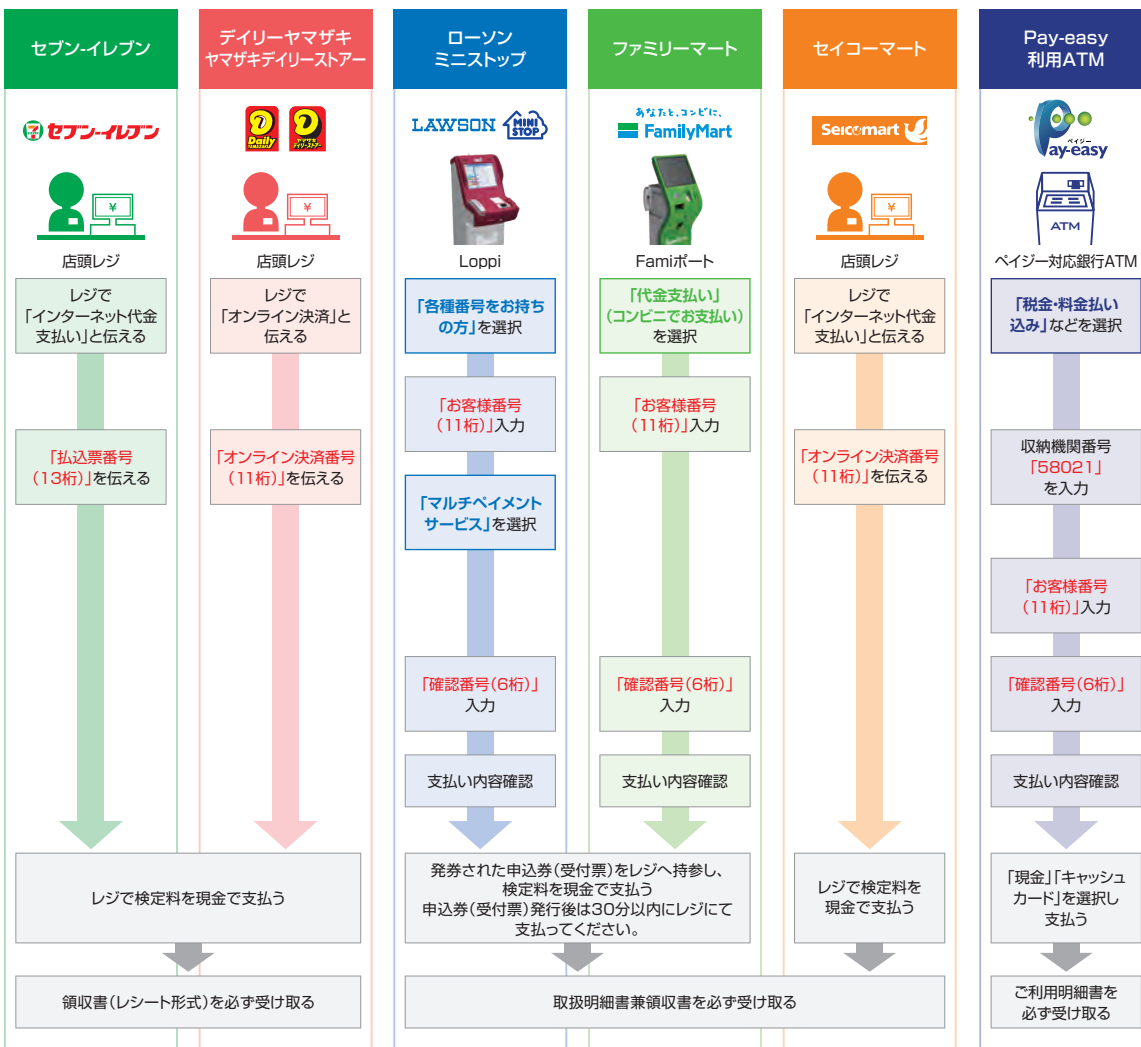 セブン-イレブン
デイリーヤマザキ
ヤマザキデイリーストアー
ローソン
ミニストップ
ファミリーマート
セイコーマート
Pay-easy
利用ATM
セブン-イレブン
Daily
YAMAZAKI
ヤマザキ
デイリーストアー
LAWSON
MINI
STOP
あなたと、コンビに、
FamilyMart
Seicomart
ペイジー
Pay-easy
¥
¥
¥
ATM
店頭レジ
店頭レジ
Loppi
Famiポート
店頭レジ
ペイジー対応銀行ATM
レジで
「インターネット代金
支払い」と伝える
レジで
「オンライン決済」と
伝える
「各種番号をお持ち
の方」を選択
「代金支払い」
(コンビニでお支払い)
を選択
レジで
「インターネット代金
支払い」と伝える
「税金・料金払い
込み」などを選択
「お客様番号
(11桁)」入力
「お客様番号
(11桁)」入力
「払込票番号
(13桁)」を伝える
「オンライン決済番号
(11桁)」を伝える
「マルチペイメント
サービス」を選択
「オンライン決済番号
(11桁)」を伝える
収納機関番号
「58021」
を入力
「お客様番号
(11桁)」入力
「確認番号(6桁)」
入力
「確認番号(6桁)」
入力
「確認番号(6桁)」
入力
支払い内容確認
支払い内容確認
支払い内容確認
レジで検定料を現金で支払う
発券された申込券(受付票)をレジへ持参し、
検定料を現金で支払う
申込券(受付票)発行後は30分以内にレジにて
支払ってください。
レジで検定料を
現金で支払う
「現金」「キャッシュ
カード」を選択し
支払う
領収書(レシート形式)を必ず受け取る
取扱明細書兼領収書を必ず受け取る
ご利用明細書を
必ず受け取る